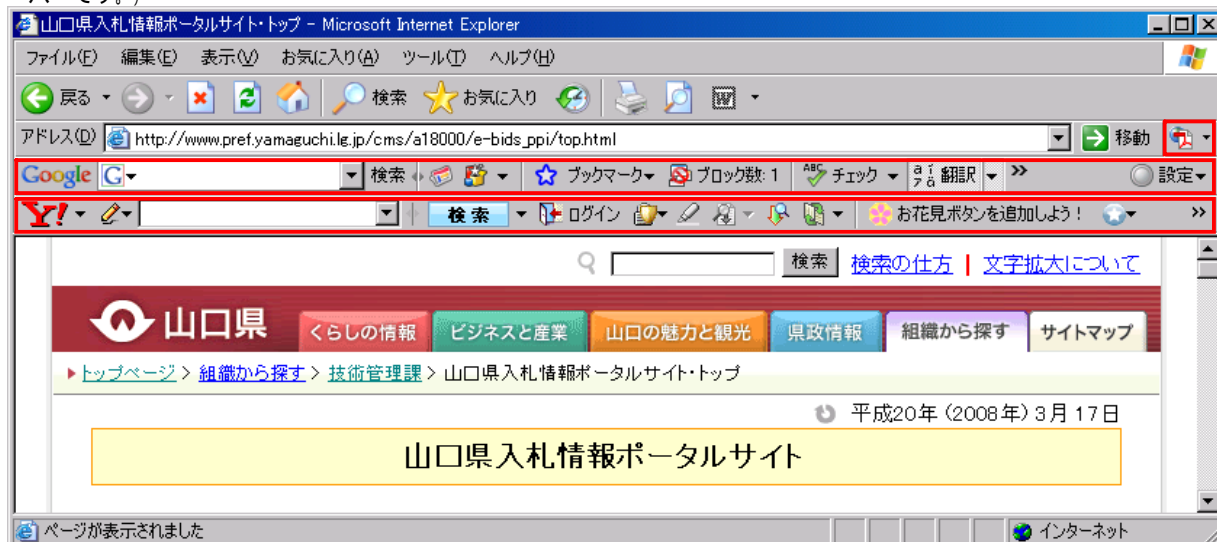 バーです。)
山口県入札情報ポータルサイト・トップ - Microsoft Internet Explorer
ファイル(F) 編集(E) 表示(V) お気に入り(A) ツール(T) ヘルプ(H)
戻る 検索 お気に入り
アドレス(D) http://www.pref.yamaguchi.lg.jp/cms/a18000/e-bids_ppi/top.html 移動
Google G 検索 ブックマーク ブロック数: 1 ABC チェック 翻訳 » 設定
Y! 検索 ログイン お花見ボタンを追加しよう! »
検索 検索の仕方 | 文字拡大について
山口県 くらしの情報 ビジネスと産業 山口の魅力と観光 県政情報 組織から探す サイトマップ
トップページ > 組織から探す > 技術管理課 > 山口県入札情報ポータルサイト・トップ
平成20年 (2008年) 3月 17日
山口県入札情報ポータルサイト
ページが表示されました インターネット